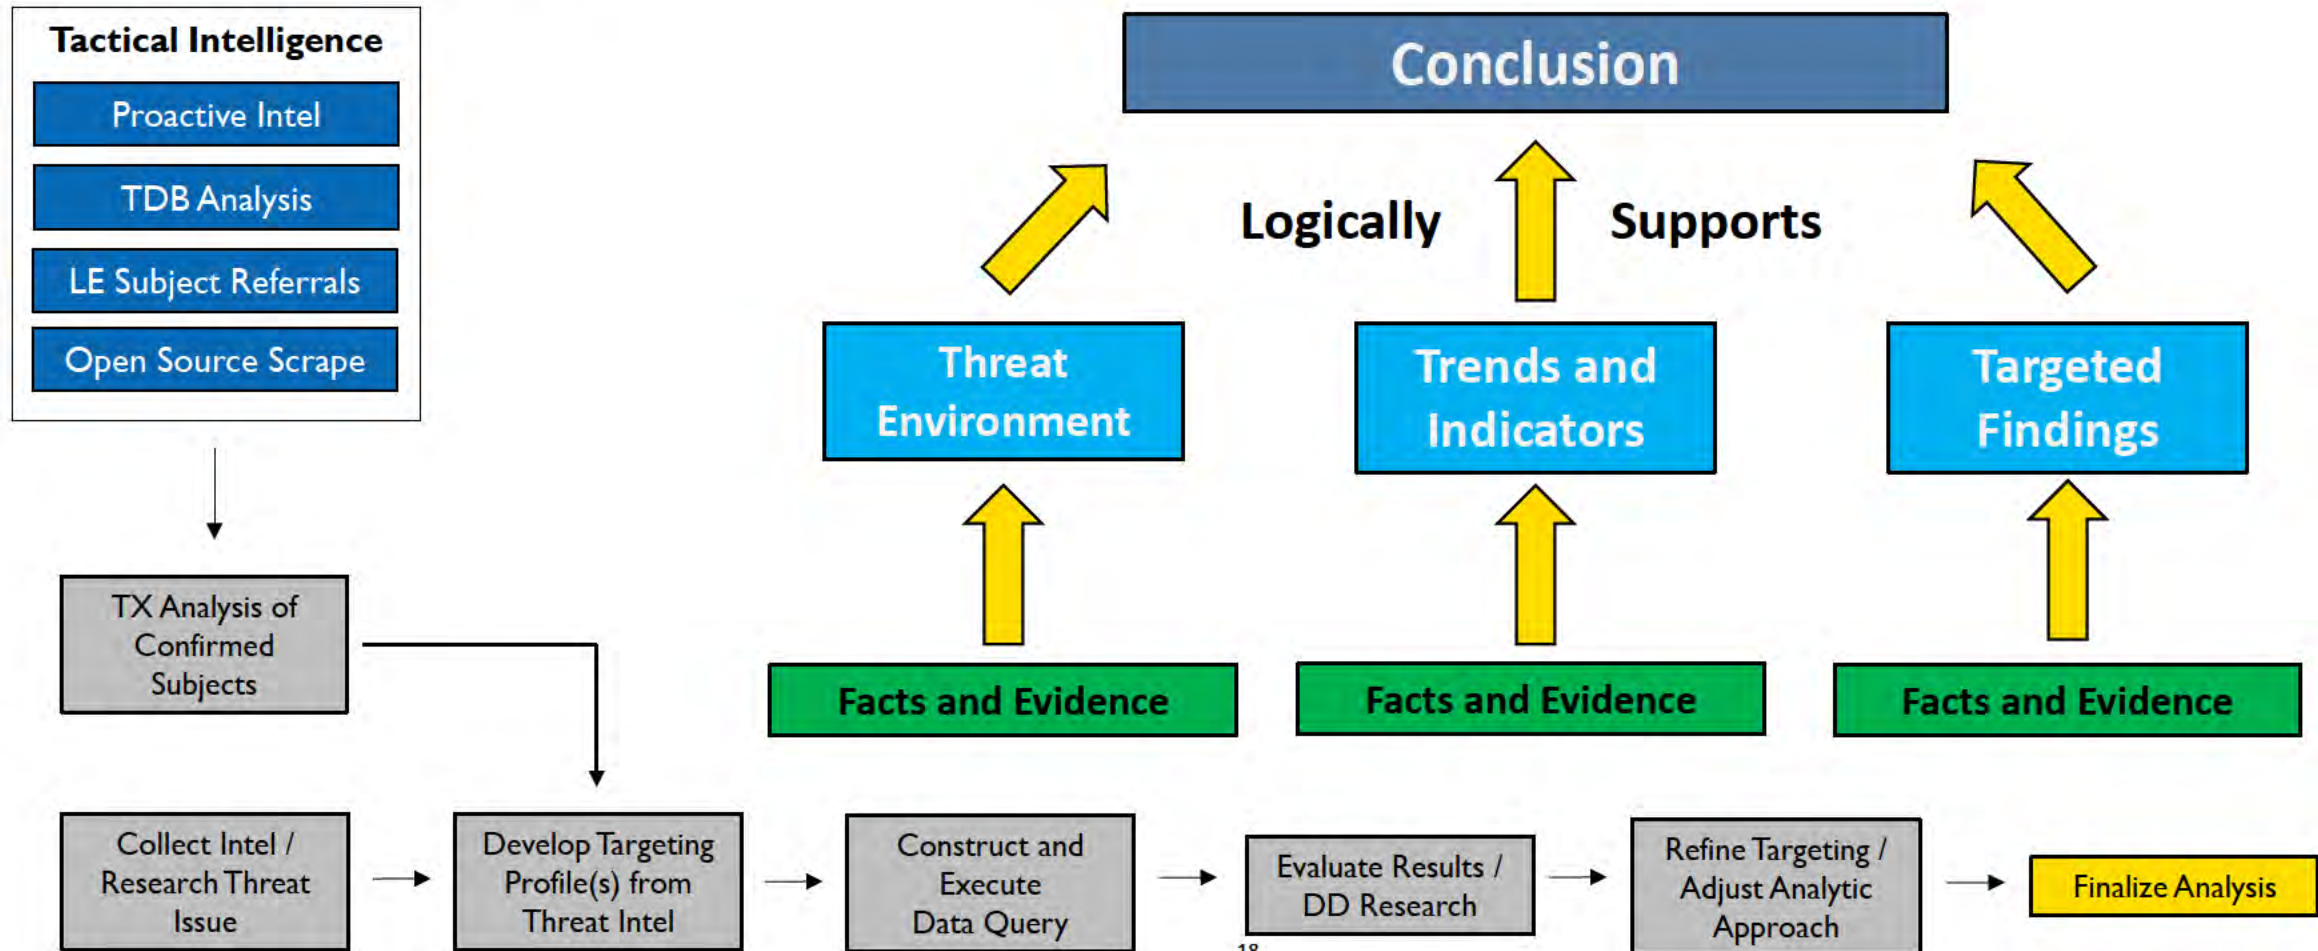 Tactical Intelligence
Proactive Intel
TDB Analysis
LE Subject Referrals
Open Source Scrape
Conclusion
Logically
Supports
Threat
Environment
Trends and
Indicators
Targeted
Findings
TX Analysis of
Confirmed
Subjects
Facts and Evidence
Facts and Evidence
Facts and Evidence
Collect Intel /
Research Threat
Issue
Develop Targeting
Profile(s) from
Threat Intel
Construct and
Execute
Data Query
Evaluate Results /
DD Research
Refine Targeting /
Adjust Analytic
Approach
Finalize Analysis